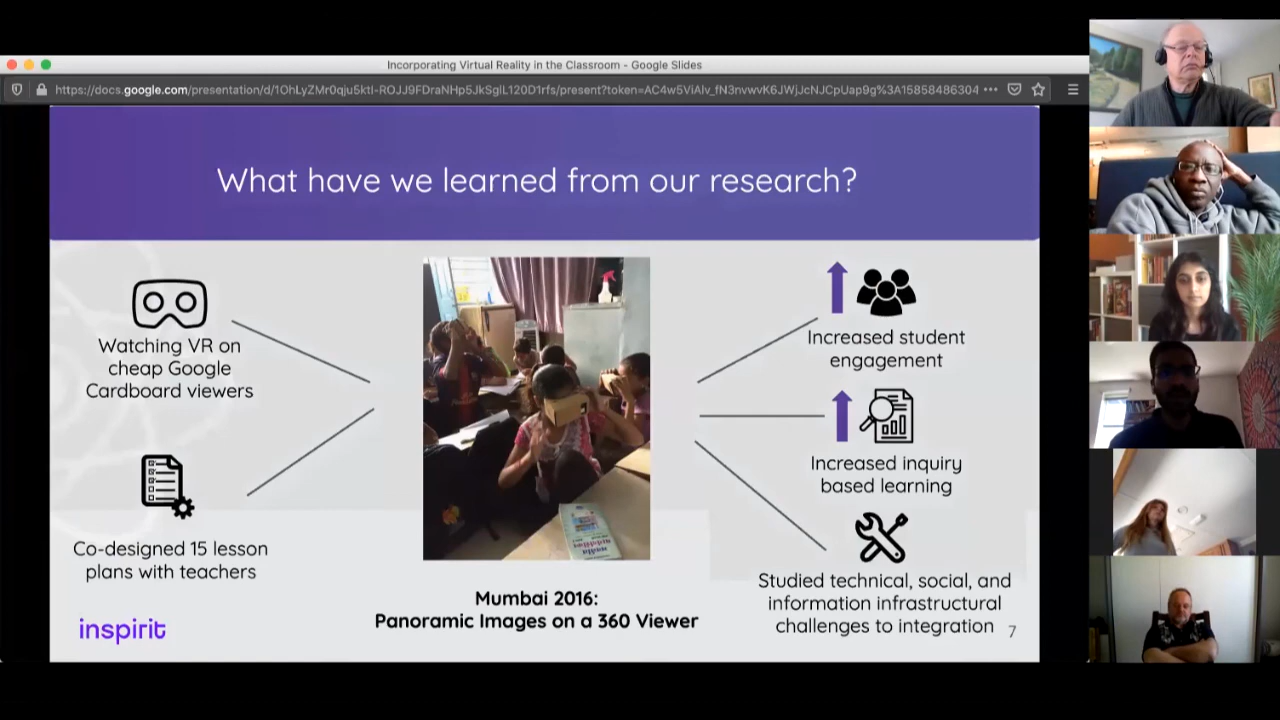 Incorporating Virtual Reality in the Classroom - Google Slides
What have we learned from our research?
Watching VR on
cheap Google
Cardboard viewers
Co-designed 15 lesson
plans with teachers
inspirit
Mumbai 2016:
Panoramic Images on a 360 Viewer
Increased student
engagement
Increased inquiry
based learning
Studied technical, social, and
information infrastructural
challenges to integration
7